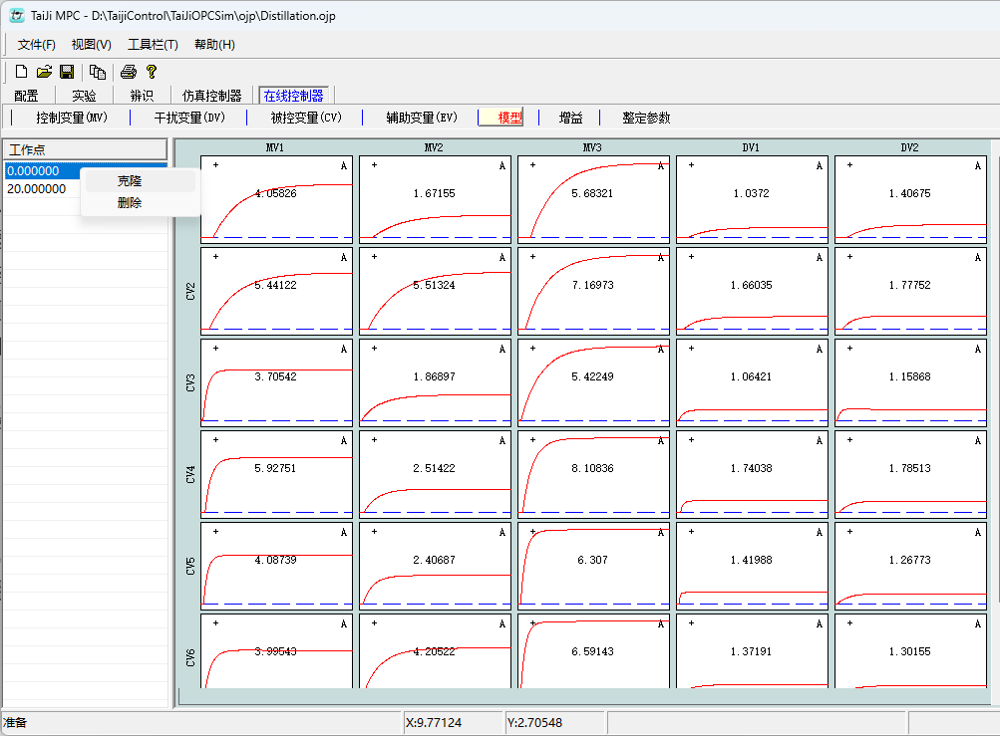 TaiJi MPC - D:\TaijiControl\TaiJiOPCSim\ojp\Distillation.ojp
文件(F) 视图(V) 工具栏(T) 帮助(H)
配置 实验 辨识 仿真控制器 在线控制器
控制变量(MV) 干扰变量(DV) 被控变量(CV) 辅助变量(EV) 模型 增益 整定参数
工作点
0.000000
20.000000
克隆
删除
MV1 MV2 MV3 DV1 DV2
+ A + A + A + A + A
4.05826 1.67155 5.68321 1.0372 1.40675
+ A + A + A + A + A
CV2 5.44122 5.51324 7.16973 1.66035 1.77752
+ A + A + A + A + A
CV3 3.70542 1.86897 5.42249 1.06421 1.15868
+ A + A + A + A + A
CV4 5.92751 2.51422 8.10836 1.74038 1.78513
+ A + A + A + A + A
CV5 4.08739 2.40687 6.307 1.41988 1.26773
+ A + A + A + A + A
CV6 3.99543 4.20522 6.59143 1.37191 1.30155
准备 X:9.77124 Y:2.70548